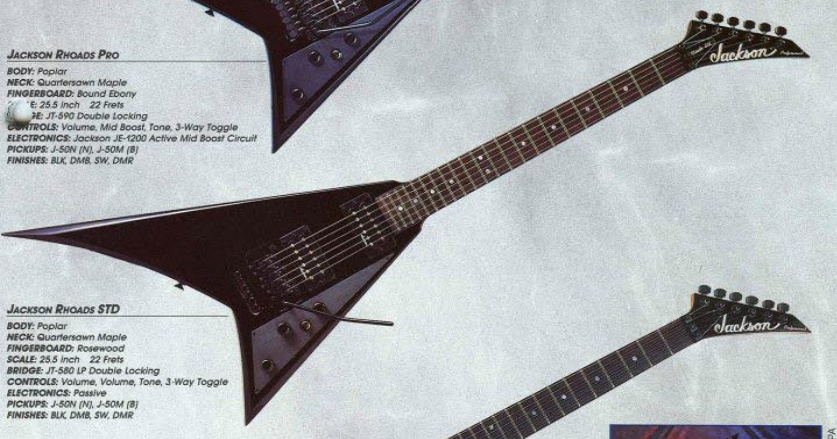 JACKSON RHOADS PRO
BODY: Poplar
NECK: Quartersawn Maple
FINGERBOARD: Bound Ebony
E: 25.5 inch 22 Frets
GE: JT-590 Double Locking
CONTROLS: Volume, Mid Boost, Tone, 3-Way Toggle
ELECTRONICS: Jackson JE-1200 Active Mid Boost Circuit
PICKUPS: J-50N (N), J-50M (B)
FINISHES: BLK, DMB, SW, DMR
Jackson
JACKSON RHOADS STD
BODY: Poplar
NECK: Quartersawn Maple
FINGERBOARD: Rosewood
SCALE: 25.5 inch 22 Frets
BRIDGE: JT-580 LP Double Locking
CONTROLS: Volume, Volume, Tone, 3-Way Toggle
ELECTRONICS: Passive
PICKUPS: J-50N (N), J-50M (B)
FINISHES: BLK, DMB, SW, DMR
Jackson